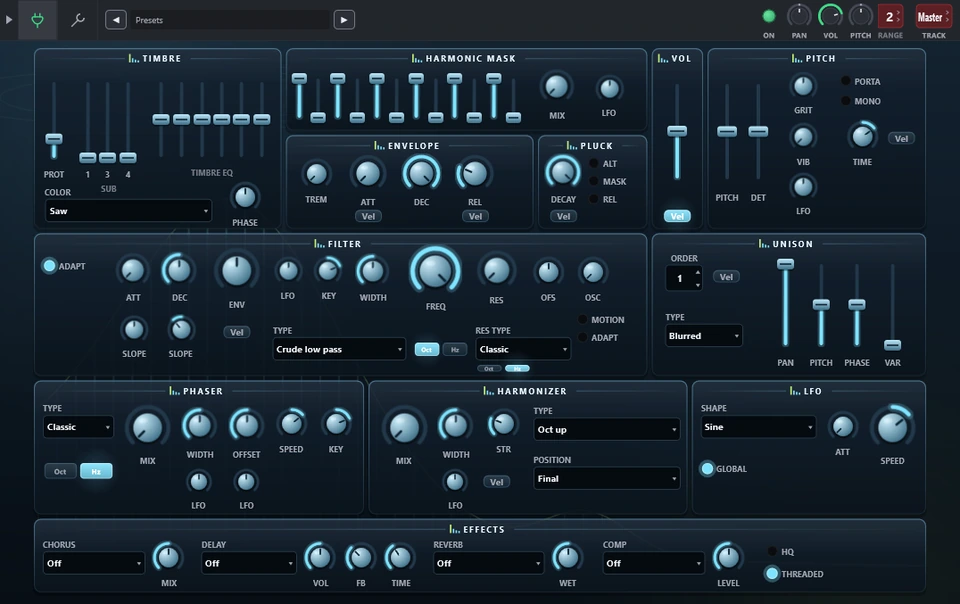 Presets
2
Master
ON PAN VOL PITCH RANGE TRACK
TIMBRE
PROT 1 2 3 4
SUB
TIMBRE EQ
COLOR
Saw
PHASE
HARMONIC MASK
MIX LFO
ENVELOPE
TREM ATT DEC REL
Vel Vel
PLUCK
ALT
MASK
REL
DECAY
Vel
VOL
Vel
PITCH
PORTA
MONO
GRIT
VIB TIME Vel
PITCH DET
LFO
FILTER
ADAPT
ATT DEC ENV LFO KEY WIDTH FREQ RES OFS OSC
SLOPE SLOPE Vel
TYPE
Crude low pass
Oct Hz
RES TYPE
Classic
Oct Hz
MOTION
ADAPT
UNISON
ORDER
1 Vel
TYPE
Blurred
PAN PITCH PHASE VAR
PHASER
TYPE
Classic
Oct Hz
MIX WIDTH OFFSET SPEED KEY
LFO LFO
HARMONIZER
MIX WIDTH STR
LFO Vel
TYPE
Oct up
POSITION
Final
LFO
SHAPE
Sine
ATT SPEED
GLOBAL
EFFECTS
CHORUS
Off
MIX
DELAY
Off
VOL FB TIME
REVERB
Off
WET
COMP
Off
LEVEL
HQ
THREADED